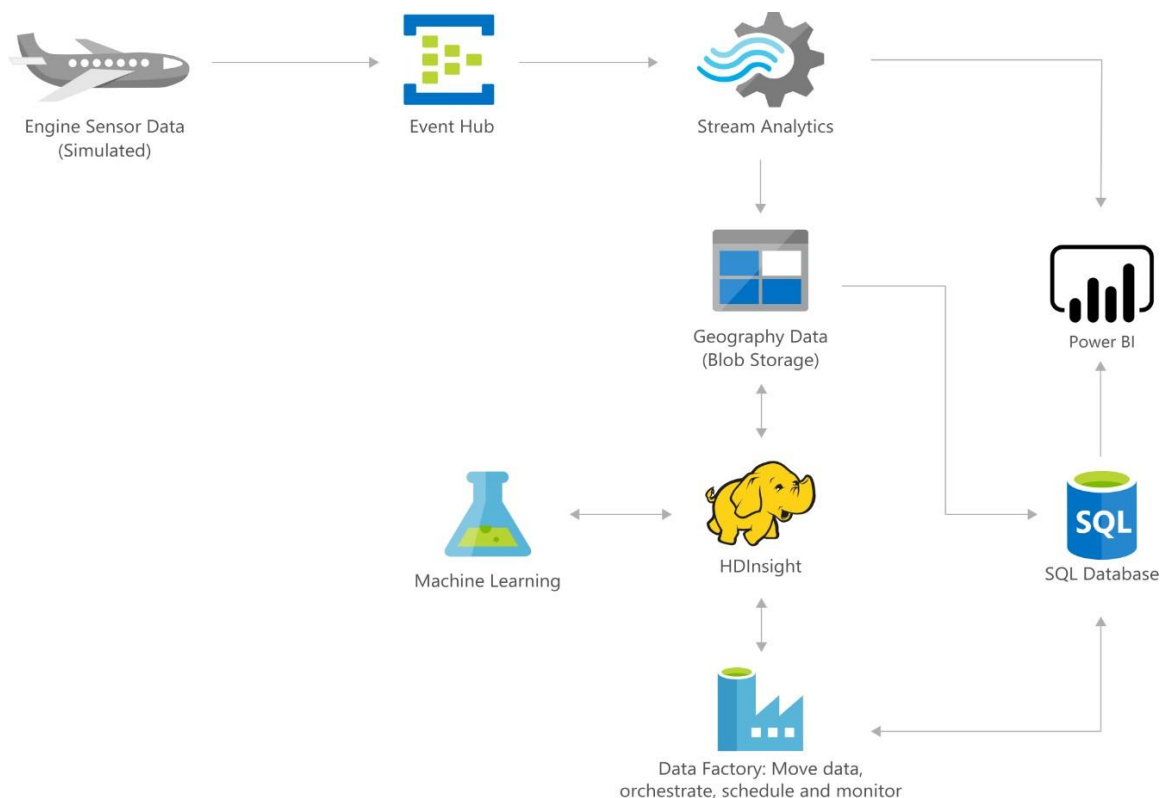 Engine Sensor Data
(Simulated)
Event Hub
Stream Analytics
Geography Data
(Blob Storage)
Power BI
Machine Learning
HDInsight
SQL
SQL Database
Data Factory: Move data,
orchestrate, schedule and monitor